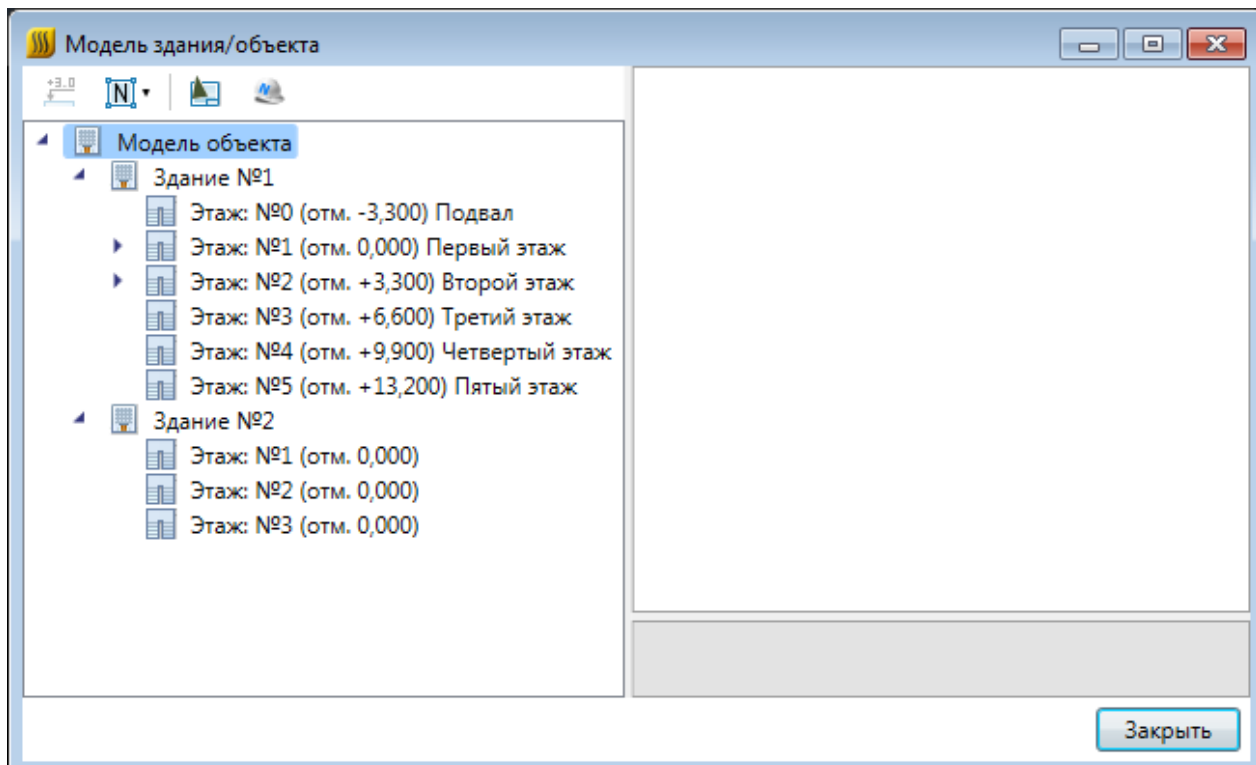 Модель здания/объекта
+3.0
N
N
Модель объекта
Здание №1
Этаж: №0 (отм. -3,300) Подвал
Этаж: №1 (отм. 0,000) Первый этаж
Этаж: №2 (отм. +3,300) Второй этаж
Этаж: №3 (отм. +6,600) Третий этаж
Этаж: №4 (отм. +9,900) Четвертый этаж
Этаж: №5 (отм. +13,200) Пятый этаж
Здание №2
Этаж: №1 (отм. 0,000)
Этаж: №2 (отм. 0,000)
Этаж: №3 (отм. 0,000)
Закрыть